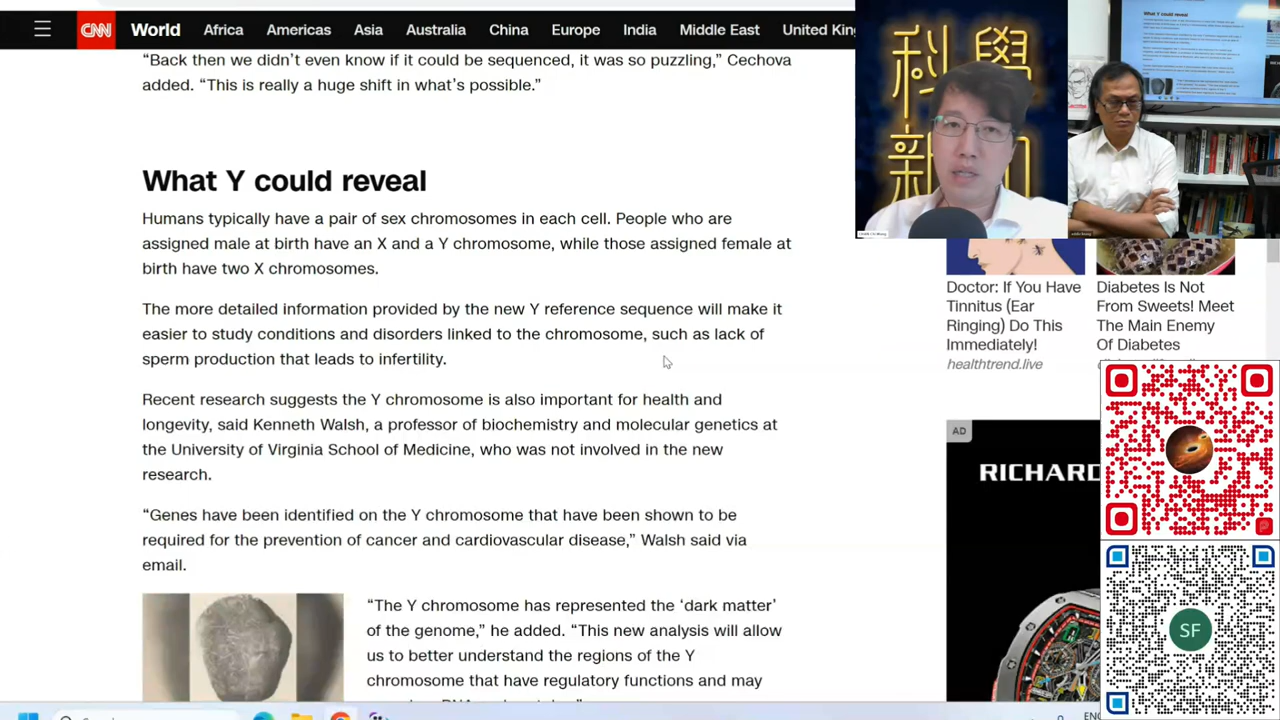 CNN World Africa Americas Asia Australia China Europe India Middle East United King
“Back then we didn’t even know if it could be sequenced, it was so puzzling,” Cechova
added. “This is really a huge shift in what’s possible.”
What Y could reveal
Humans typically have a pair of sex chromosomes in each cell. People who are
assigned male at birth have an X and a Y chromosome, while those assigned female at
birth have two X chromosomes.
The more detailed information provided by the new Y reference sequence will make it
easier to study conditions and disorders linked to the chromosome, such as lack of
sperm production that leads to infertility.
Recent research suggests the Y chromosome is also important for health and
longevity, said Kenneth Walsh, a professor of biochemistry and molecular genetics at
the University of Virginia School of Medicine, who was not involved in the new
research.
“Genes have been identified on the Y chromosome that have been shown to be
required for the prevention of cancer and cardiovascular disease,” Walsh said via
email.
“The Y chromosome has represented the ‘dark matter’
of the genome,” he added. “This new analysis will allow
us to better understand the regions of the Y
chromosome that have regulatory functions and may
科學
新
What Y could reveal
Doctor: If You Have
Tinnitus (Ear
Ringing) Do This
Immediately!
healthtrend.live
Diabetes Is Not
From Sweets! Meet
The Main Enemy
Of Diabetes
AD
RICHARD
SF
ENG